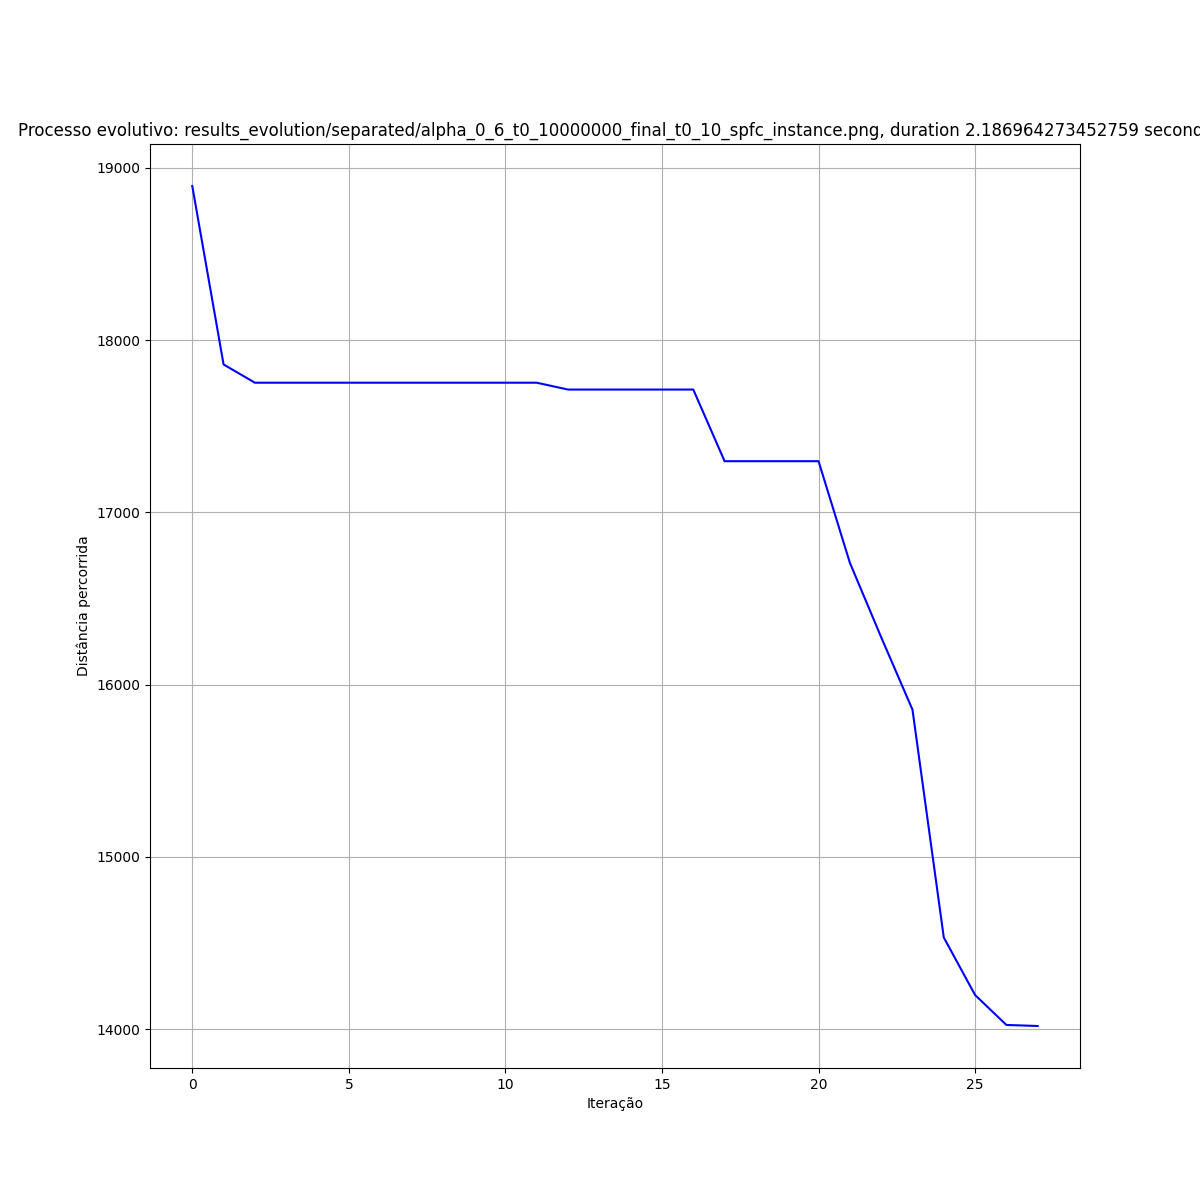 Processo evolutivo: results_evolution/separated/alpha_0_6_t0_10000000_final_t0_10_spfc_instance.png, duration 2.186964273452759 second
19000
18000
17000
16000
15000
14000
Distância percorrida
0 5 10 15 20 25
Iteração